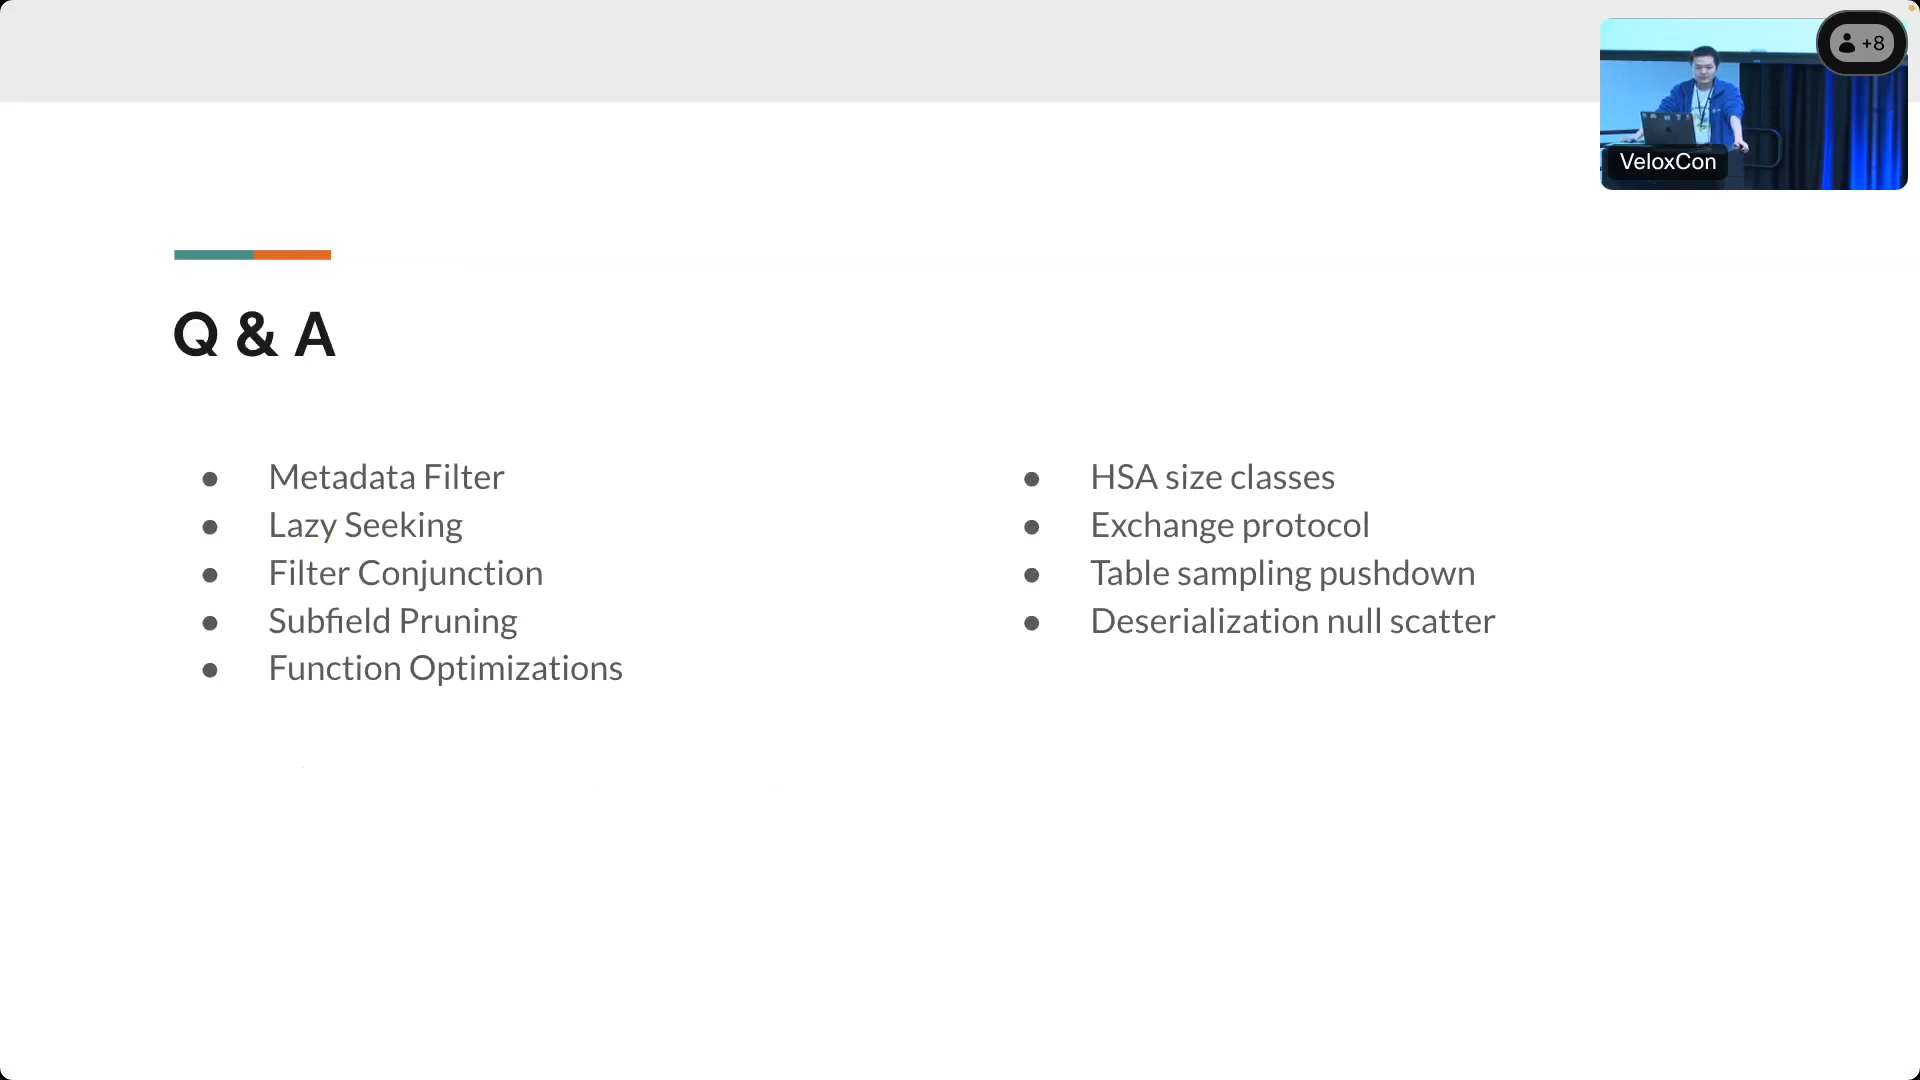 +8
VeloxCon
Q & A
Metadata Filter
Lazy Seeking
Filter Conjunction
Subfield Pruning
Function Optimizations
HSA size classes
Exchange protocol
Table sampling pushdown
Deserialization null scatter